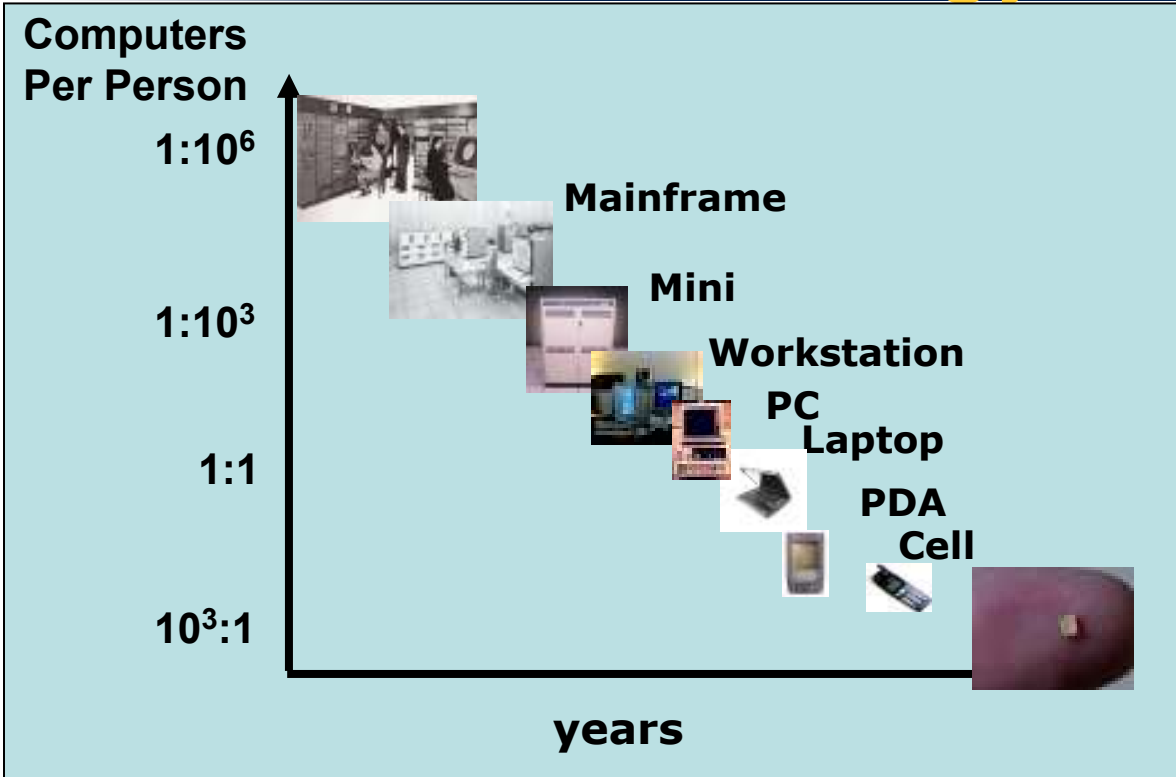 Computers
Per Person
1:10⁶
Mainframe
Mini
1:10³
Workstation
PC
Laptop
1:1
PDA
Cell
10³:1
years